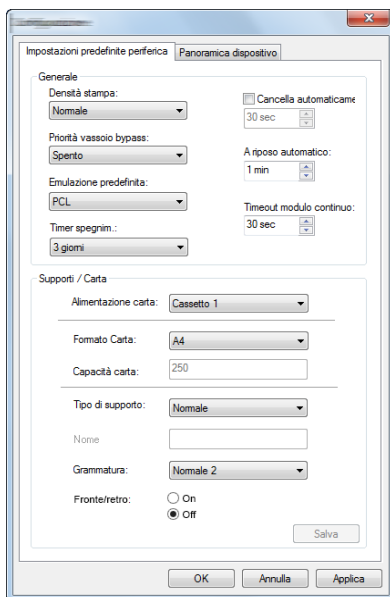 Impostazioni predefinite periferica
Panoramica dispositivo
Generale
Densità stampa:
Normale
Priorità vassoio bypass:
Spento
Emulazione predefinita:
PCL
Timer spegnim.:
3 giorni
Cancella automaticame
30 sec
A riposo automatico:
1 min
Timeout modulo continuo:
30 sec
Supporti / Carta
Alimentazione carta:
Cassetto 1
Formato Carta:
A4
Capacità carta:
250
Tipo di supporto:
Normale
Nome
Grammatura:
Normale 2
Fronte/retro:
On
Off
Salva
OK
Annulla
Applica